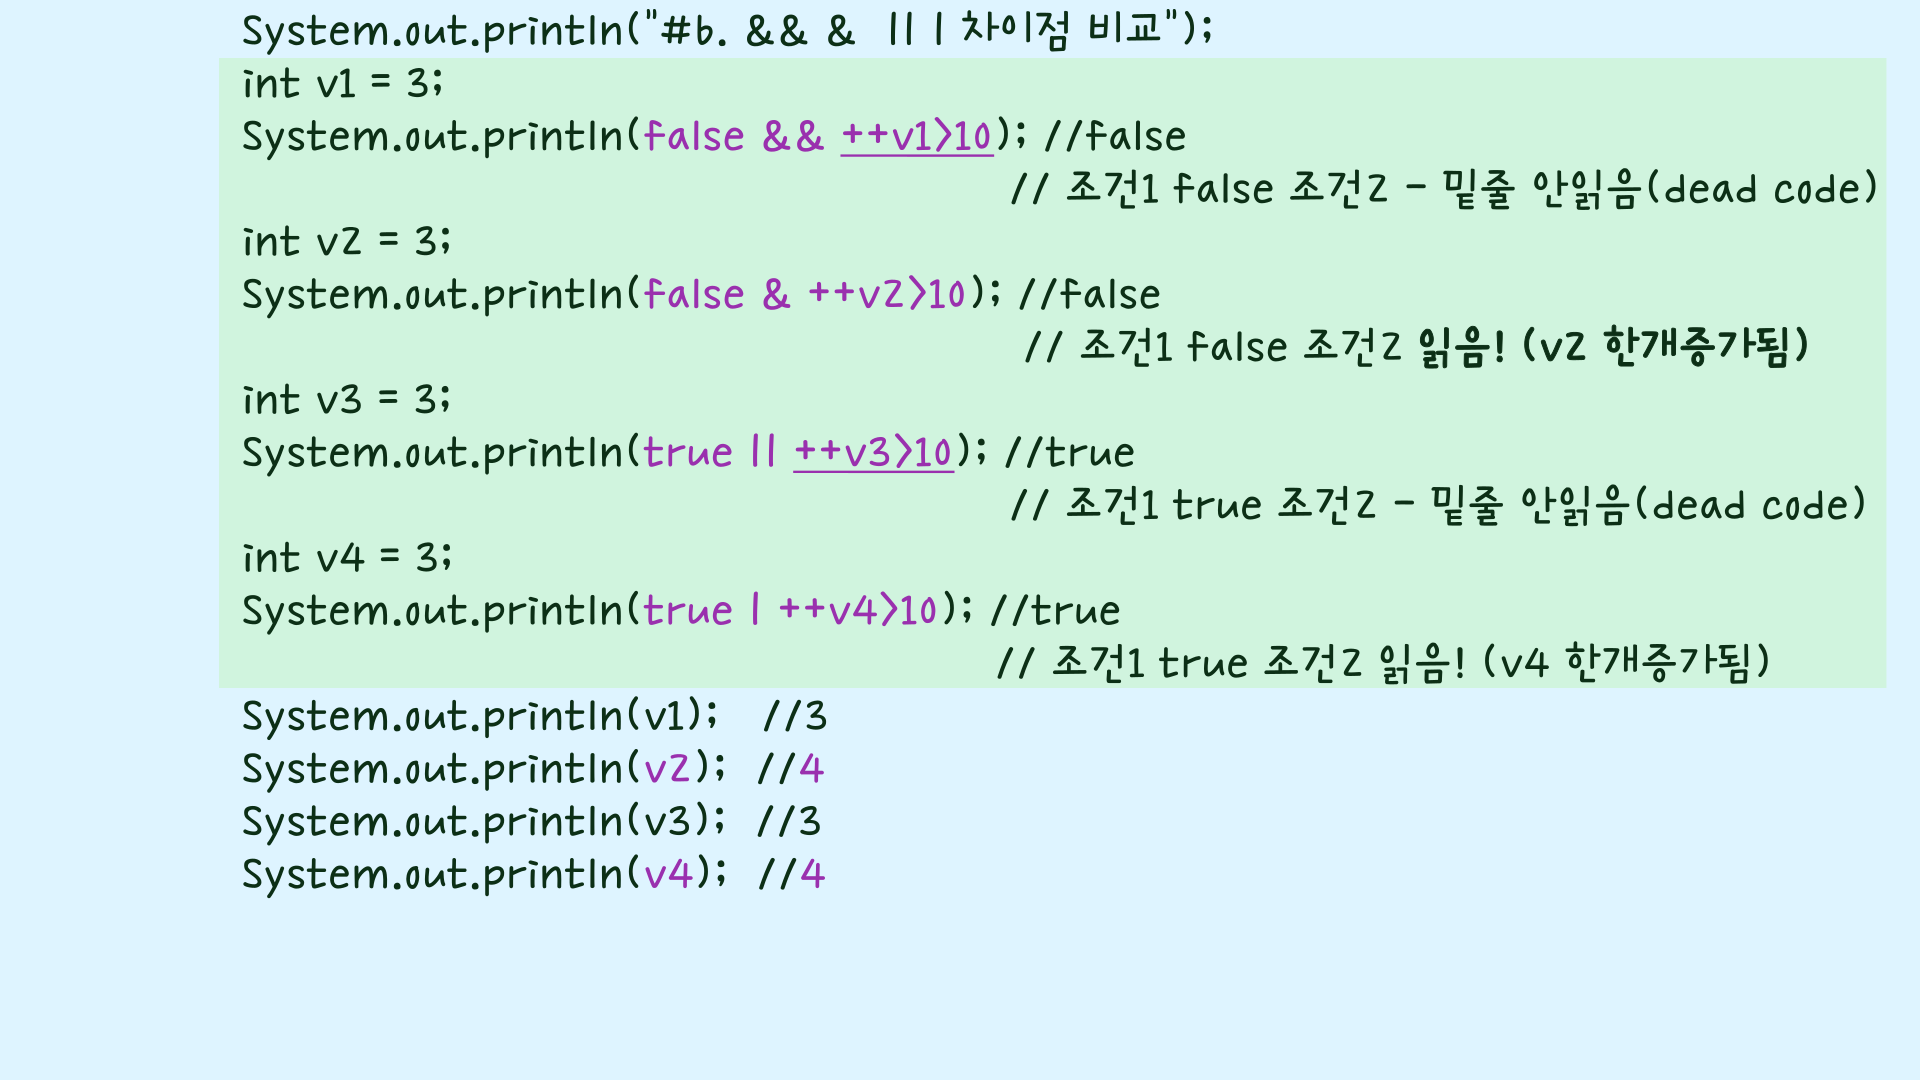 System.out.println("#b. && &  || | 차이점 비교");
int v1 = 3;
System.out.println(false && ++v1>10); //false
// 조건1 false 조건2 - 밑줄 안읽음(dead code)
int v2 = 3;
System.out.println(false & ++v2>10); //false
// 조건1 false 조건2 읽음! (v2 한개증가됨)
int v3 = 3;
System.out.println(true || ++v3>10); //true
// 조건1 true 조건2 - 밑줄 안읽음(dead code)
int v4 = 3;
System.out.println(true | ++v4>10); //true
// 조건1 true 조건2 읽음! (v4 한개증가됨)
System.out.println(v1);  //3
System.out.println(v2);  //4
System.out.println(v3);  //3
System.out.println(v4);  //4